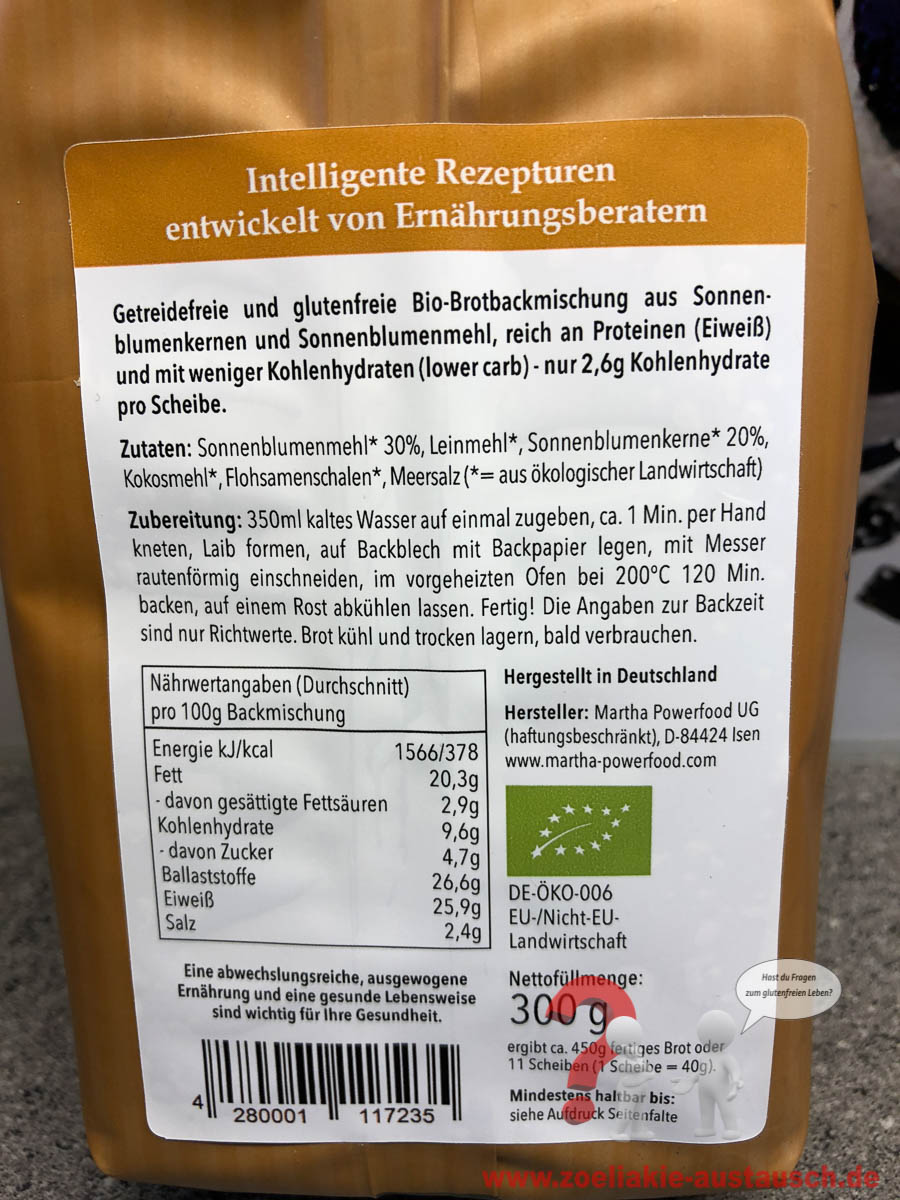 Intelligente Rezepturen
entwickelt von Ernährungsberatern
Getreidefreie und glutenfreie Bio-Brotbackmischung aus Sonnen-
blumenkernen und Sonnenblumenmehl, reich an Proteinen (Eiweiß)
und mit weniger Kohlenhydraten (lower carb) - nur 2,6g Kohlenhydrate
pro Scheibe.
Zutaten: Sonnenblumenmehl* 30%, Leinmehl*, Sonnenblumenkerne* 20%,
Kokosmehl*, Flohsamenschalen*, Meersalz (*= aus ökologischer Landwirtschaft)
Zubereitung: 350ml kaltes Wasser auf einmal zugeben, ca. 1 Min. per Hand
kneten, Laib formen, auf Backblech mit Backpapier legen, mit Messer
rautenförmig einschneiden, im vorgeheizten Ofen bei 200°C 120 Min.
backen, auf einem Rost abkühlen lassen. Fertig! Die Angaben zur Backzeit
sind nur Richtwerte. Brot kühl und trocken lagern, bald verbrauchen.
Nährwertangaben (Durchschnitt)
pro 100g Backmischung
Energie kJ/kcal 1566/378
Fett 20,3g
- davon gesättigte Fettsäuren 2,9g
Kohlenhydrate 9,6g
- davon Zucker 4,7g
Ballaststoffe 26,6g
Eiweiß 25,9g
Salz 2,4g
Eine abwechslungsreiche, ausgewogene
Ernährung und eine gesunde Lebensweise
sind wichtig für Ihre Gesundheit.
4 280001 117235
Hergestellt in Deutschland
Hersteller: Martha Powerfood UG
(haftungsbeschränkt), D-84424 Isen
www.martha-powerfood.com
DE-ÖKO-006
EU-/Nicht-EU-
Landwirtschaft
Nettofüllmenge:
300 g
ergibt ca. 450g fertiges Brot oder
11 Scheiben (1 Scheibe = 40g).
Mindestens haltbar bis:
siehe Aufdruck Seitenfalte
Hast du Fragen
zum glutenfreien Leben?
?
www.zoeliakie-austausch.de